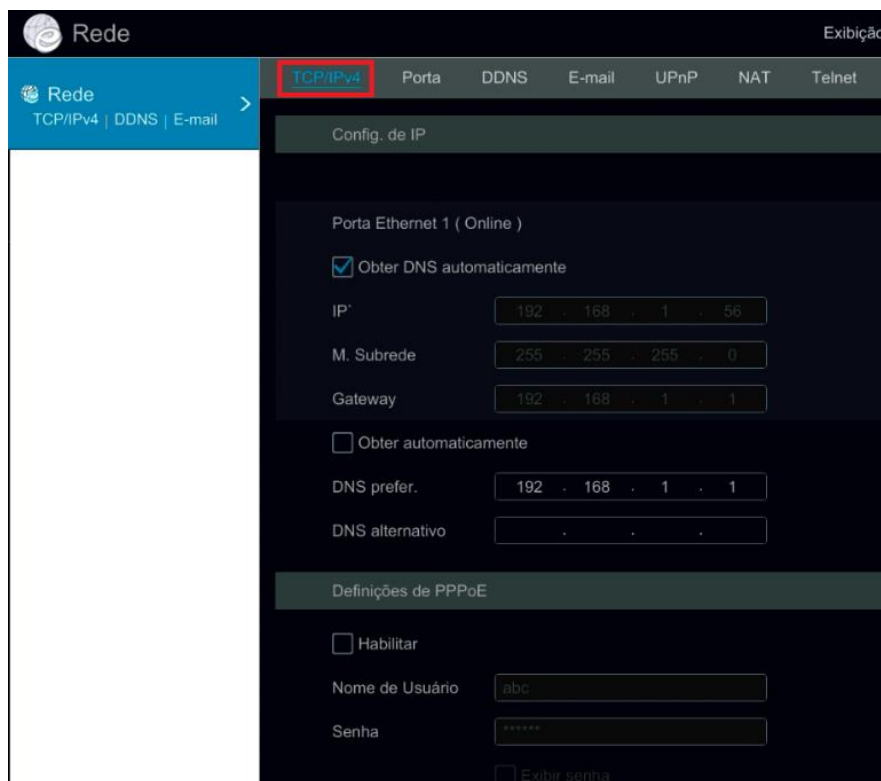 Rede
Exibição
Rede
TCP/IPv4 | DDNS | E-mail
TCP/IPv4 Porta DDNS E-mail UPnP NAT Telnet
Config. de IP
Porta Ethernet 1 ( Online )
Obter DNS automaticamente
IP* 192 . 168 . 1 . 56
M. Subrede 255 . 255 . 255 . 0
Gateway 192 . 168 . 1 . 1
Obter automaticamente
DNS prefer. 192 . 168 . 1 . 1
DNS alternativo . . .
Definições de PPPoE
Habilitar
Nome de Usuário abc
Senha ******
Exibir senha